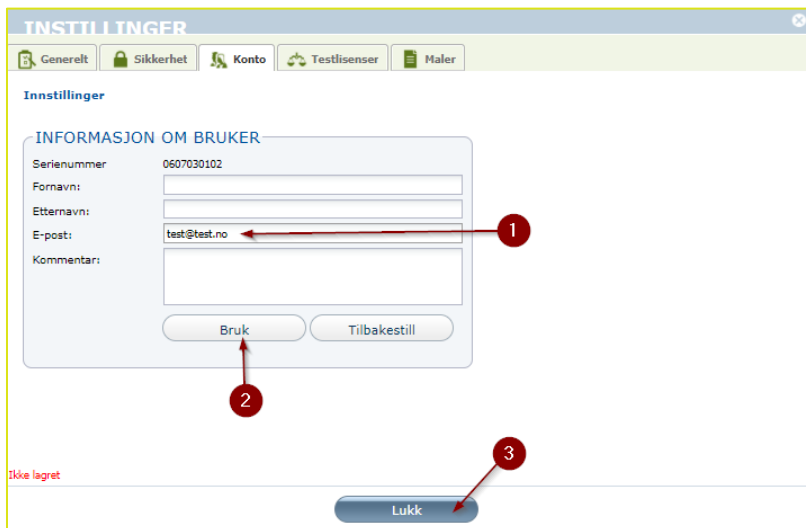 INSTILLINGER
Generelt Sikkerhet Konto Testlisenser Maler
Innstillinger
INFORMASJON OM BRUKER
Serienummer 0607030102
Fornavn:
Etternavn:
E-post: test@test.no 1
Kommentar:
Bruk Tilbakestill
2
3
Ikke lagret
Lukk